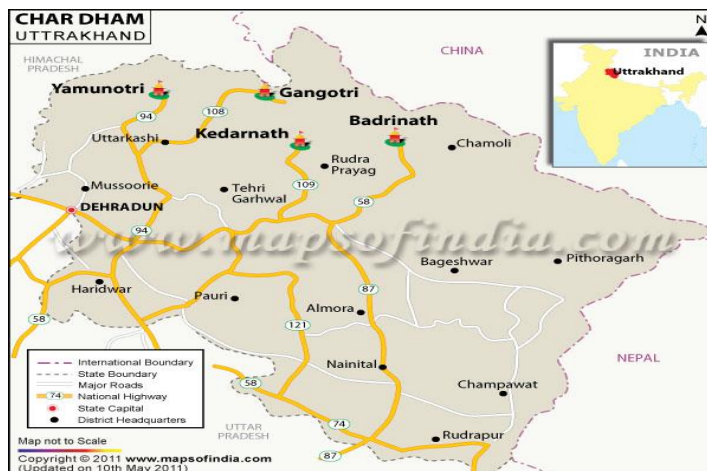 CHAR DHAM
UTTRAKHAND
N
CHINA
HIMACHAL
PRADESH
INDIA
Uttrakhand
Yamunotri
Gangotri
94
108
Kedarnath
Badrinath
Uttarkashi
Chamoli
Rudra
Prayag
Mussoorie
Tehri
Garhwal
109
58
DEHRADUN
94
www.mapsofindia.com
Bageshwar
Pithoragarh
Haridwar
Pauri
87
Almora
58
121
NEPAL
Nainital
58
Champawat
UTTAR
PRADESH
74
Rudrapur
87
International Boundary
State Boundary
Major Roads
74 National Highway
State Capital
District Headquarters
Map not to Scale
Copyright © 2011 www.mapsofindia.com
(Updated on 10th May 2011)